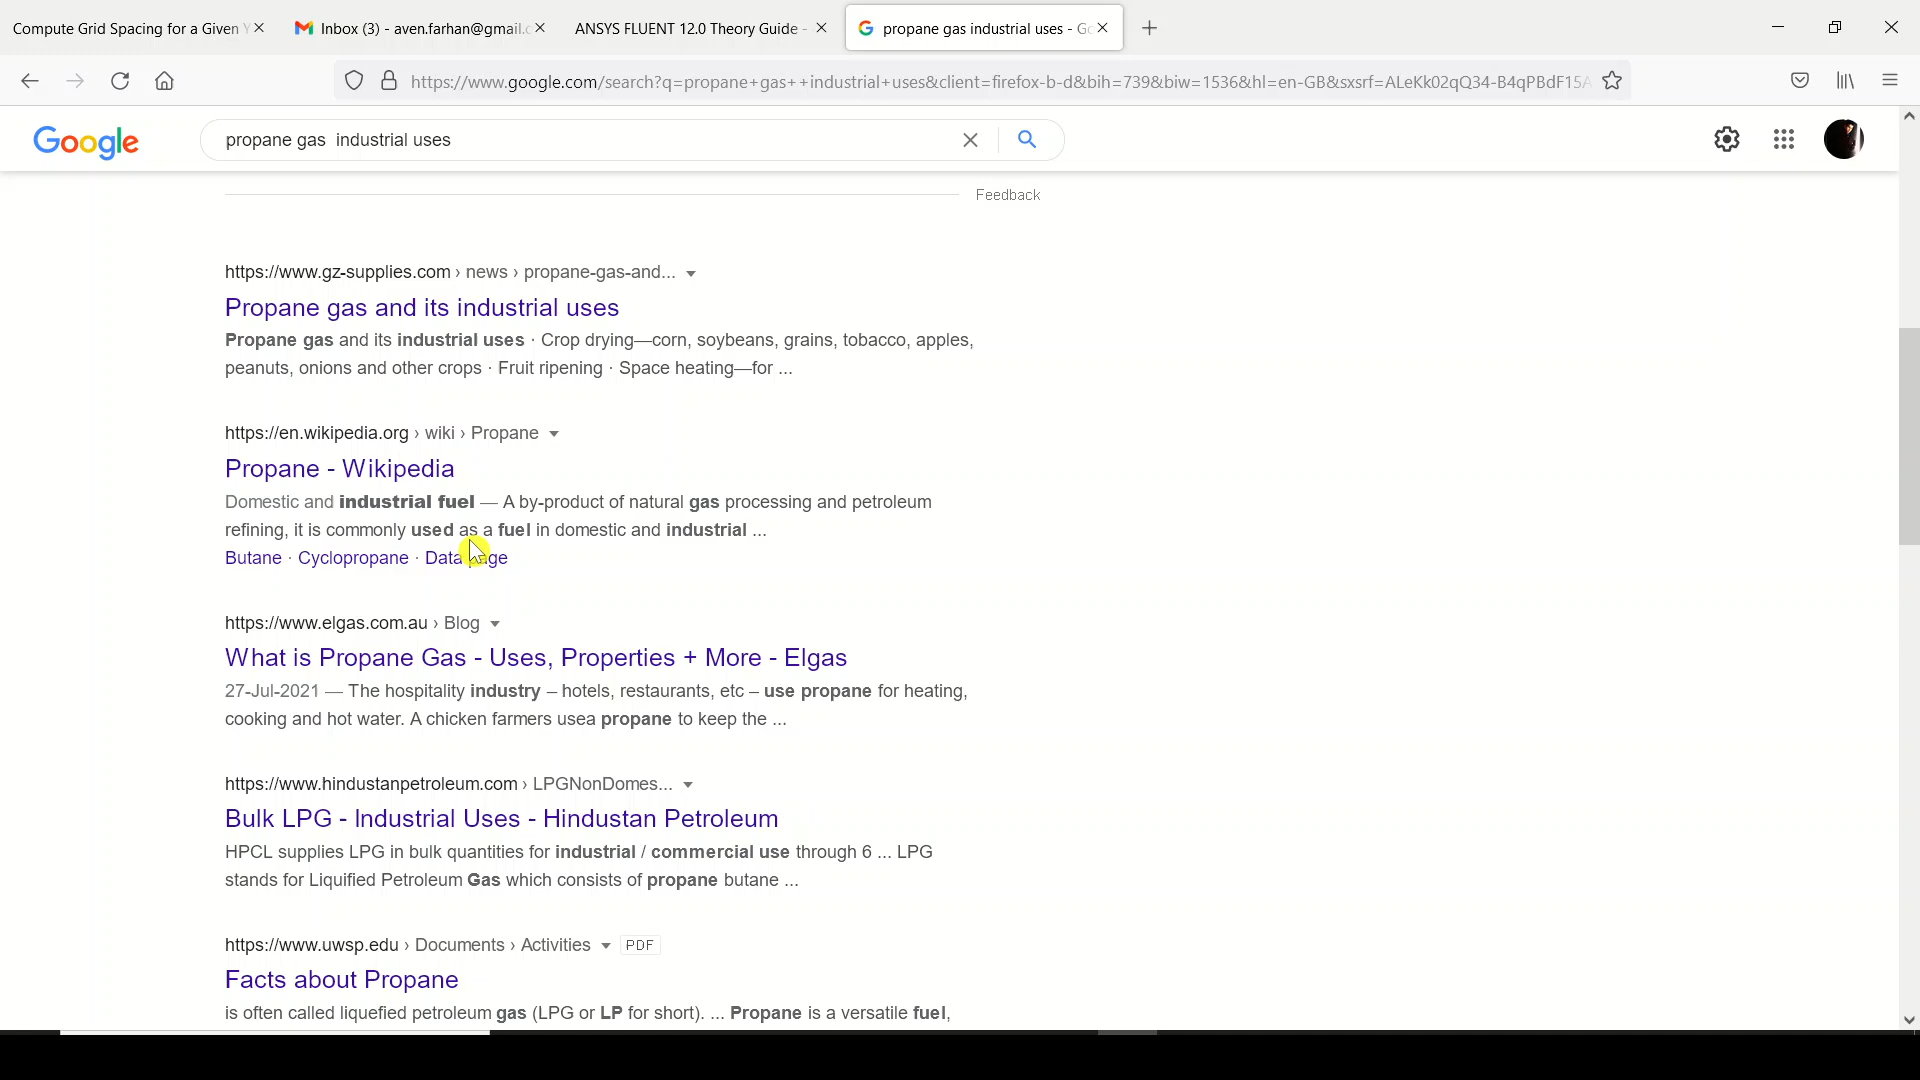 Compute Grid Spacing for a Given Y
Inbox (3) - aven.farhan@gmail.c
ANSYS FLUENT 12.0 Theory Guide -
propane gas industrial uses - Go
https://www.google.com/search?q=propane+gas++industrial+uses&client=firefox-b-d&bih=739&biw=1536&hl=en-GB&sxsrf=ALeKk02qQ34-B4qPBdF15A
Google
propane gas  industrial uses
Feedback
https://www.gz-supplies.com › news › propane-gas-and...
Propane gas and its industrial uses
Propane gas and its industrial uses · Crop drying—corn, soybeans, grains, tobacco, apples,
peanuts, onions and other crops · Fruit ripening · Space heating—for ...
https://en.wikipedia.org › wiki › Propane
Propane - Wikipedia
Domestic and industrial fuel — A by-product of natural gas processing and petroleum
refining, it is commonly used as a fuel in domestic and industrial ...
Butane · Cyclopropane · Data page
https://www.elgas.com.au › Blog
What is Propane Gas - Uses, Properties + More - Elgas
27-Jul-2021 — The hospitality industry – hotels, restaurants, etc – use propane for heating,
cooking and hot water. A chicken farmers usea propane to keep the ...
https://www.hindustanpetroleum.com › LPGNonDomes...
Bulk LPG - Industrial Uses - Hindustan Petroleum
HPCL supplies LPG in bulk quantities for industrial / commercial use through 6 ... LPG
stands for Liquified Petroleum Gas which consists of propane butane ...
https://www.uwsp.edu › Documents › Activities PDF
Facts about Propane
is often called liquefied petroleum gas (LPG or LP for short). ... Propane is a versatile fuel,